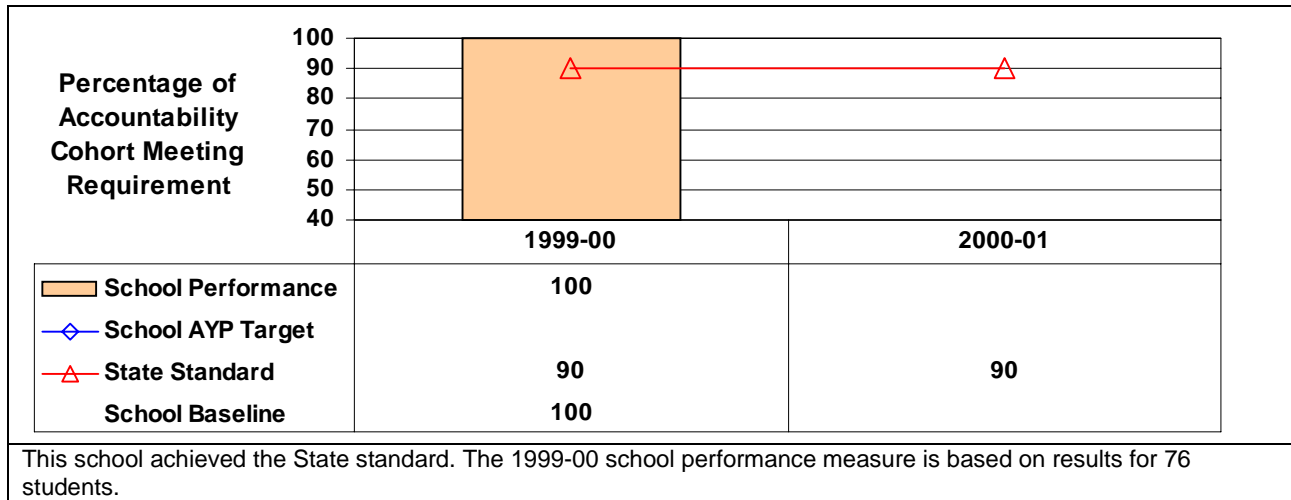 Percentage of
Accountability
Cohort Meeting
Requirement
100
90
80
70
60
50
40
1999-00 2000-01
School Performance 100
School AYP Target
State Standard 90 90
School Baseline 100
This school achieved the State standard. The 1999-00 school performance measure is based on results for 76
students.